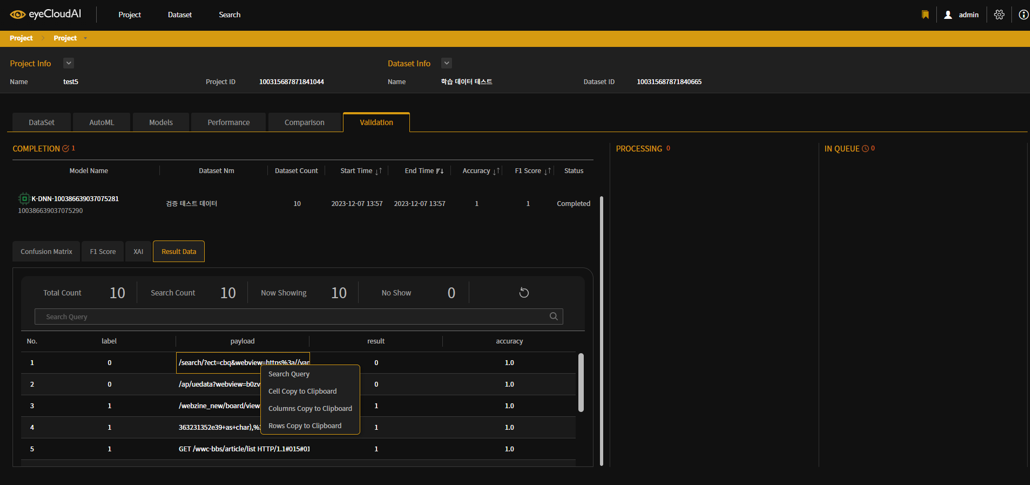 eyeCloudAI Project Dataset Search admin
Project Project
Project Info Dataset Info
Name test5 Project ID 100315687871841044 Name 학습 데이터 테스트 Dataset ID 100315687871840665
DataSet AutoML Models Performance Comparison Validation
COMPLETION 1 PROCESSING 0 IN QUEUE 0
Model Name Dataset Nm Dataset Count Start Time End Time Accuracy F1 Score Status
K-DNN-100386639037075281
100386639037075290 검증 테스트 데이터 10 2023-12-07 13:57 2023-12-07 13:57 1 1 Completed
Confusion Matrix F1 Score XAI Result Data
Total Count 10 Search Count 10 Now Showing 10 No Show 0
Search Query
No. label payload result accuracy
1 0 /search/?ect=cbq&webview=https%3a//var 0 1.0
Search Query
2 0 /ap/uedata?webview=b0zv 0 1.0
Cell Copy to Clipboard
3 1 /webzine_new/board/view 1 1.0
Columns Copy to Clipboard
4 1 363231352e39+as+char),% 1 1.0
Rows Copy to Clipboard
5 1 GET /wwc-bbs/article/list HTTP/1.1#015#01 1 1.0